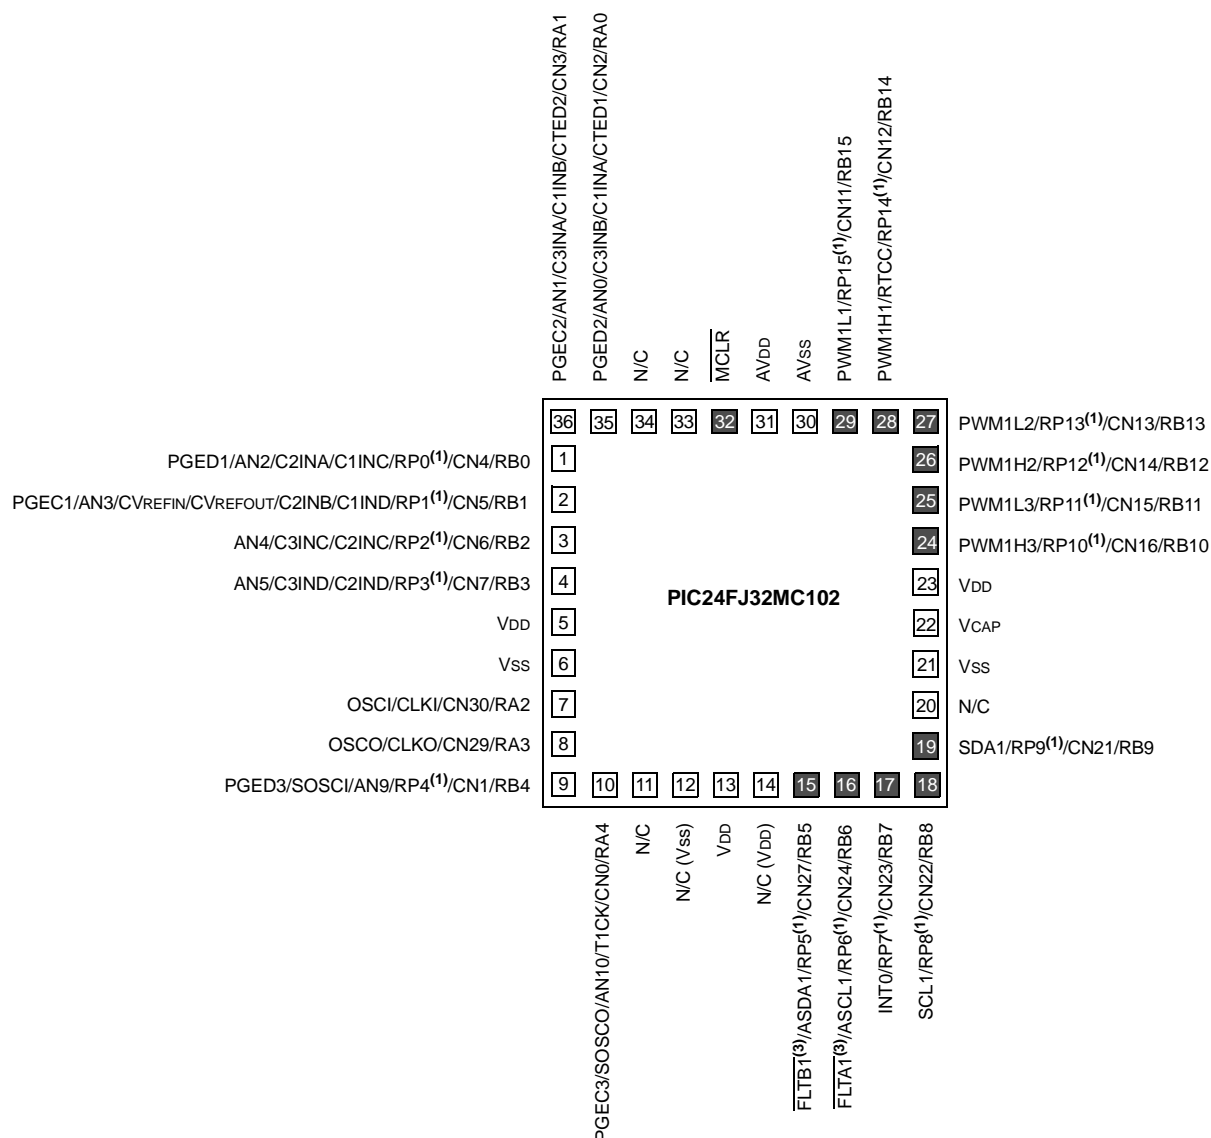 PGEC2/AN1/C3INA/C1INB/CTED2/CN3/RA1
PGED2/AN0/C3INB/C1INA/CTED1/CN2/RA0
N/C
N/C
MCLR
AVDD
AVSS
PWM1L1/RP15(1)/CN11/RB15
PWM1H1/RTCC/RP14(1)/CN12/RB14
36 35 34 33 32 31 30 29 28 27 PWM1L2/RP13(1)/CN13/RB13
PGED1/AN2/C2INA/C1INC/RP0(1)/CN4/RB0 1 26 PWM1H2/RP12(1)/CN14/RB12
PGEC1/AN3/CVREFIN/CVREFOUT/C2INB/C1IND/RP1(1)/CN5/RB1 2 25 PWM1L3/RP11(1)/CN15/RB11
AN4/C3INC/C2INC/RP2(1)/CN6/RB2 3 24 PWM1H3/RP10(1)/CN16/RB10
AN5/C3IND/C2IND/RP3(1)/CN7/RB3 4 23 VDD
PIC24FJ32MC102
VDD 5 22 VCAP
VSS 6 21 VSS
OSCI/CLKI/CN30/RA2 7 20 N/C
OSCO/CLKO/CN29/RA3 8 19 SDA1/RP9(1)/CN21/RB9
PGED3/SOSCI/AN9/RP4(1)/CN1/RB4 9 10 11 12 13 14 15 16 17 18
PGEC3/SOSCO/AN10/T1CK/CN0/RA4
N/C
N/C (VSS)
VDD
N/C (VDD)
FLTB1(3)/ASDA1/RP5(1)/CN27/RB5
FLTA1(3)/ASCL1/RP6(1)/CN24/RB6
INT0/RP7(1)/CN23/RB7
SCL1/RP8(1)/CN22/RB8